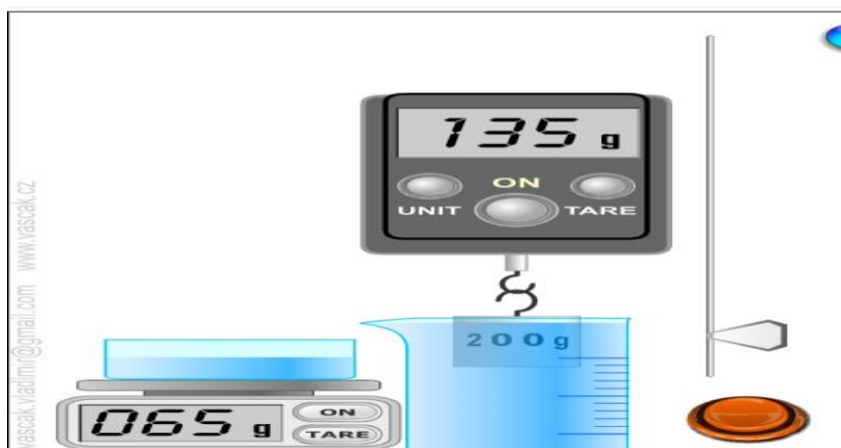 135 g
ON
UNIT TARE
200g
065 g
ON
TARE
vascak.vladimir@gmail.com www.vascak.cz